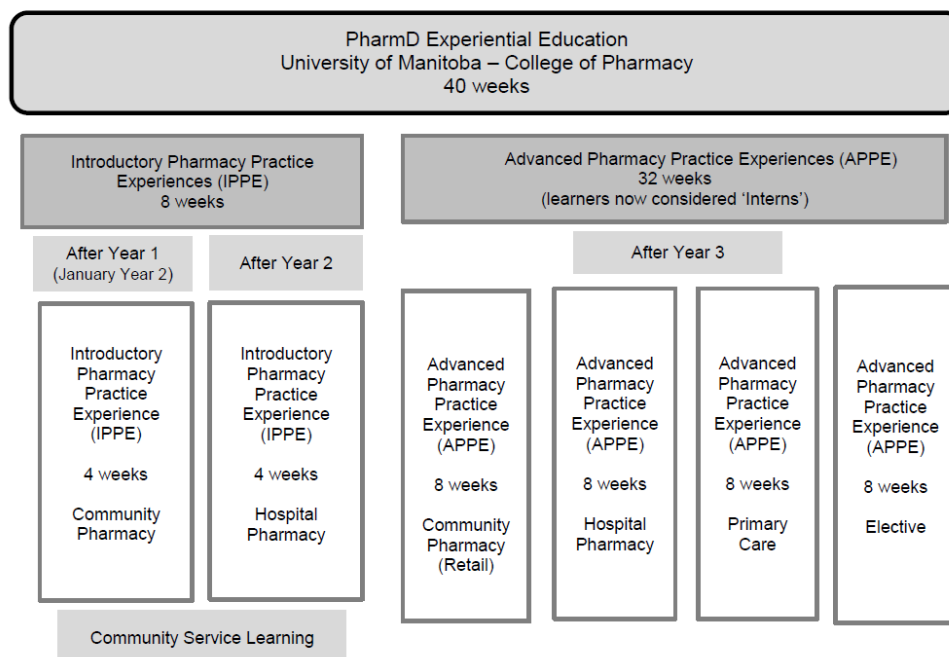 PharmD Experiential Education
University of Manitoba – College of Pharmacy
40 weeks
Introductory Pharmacy Practice
Experiences (IPPE)
8 weeks
Advanced Pharmacy Practice Experiences (APPE)
32 weeks
(learners now considered ‘Interns’)
After Year 1
(January Year 2)
After Year 2
After Year 3
Introductory
Pharmacy
Practice
Experience
(IPPE)
4 weeks
Community
Pharmacy
Introductory
Pharmacy
Practice
Experience
(IPPE)
4 weeks
Hospital
Pharmacy
Advanced
Pharmacy
Practice
Experience
(APPE)
8 weeks
Community
Pharmacy
(Retail)
Advanced
Pharmacy
Practice
Experience
(APPE)
8 weeks
Hospital
Pharmacy
Advanced
Pharmacy
Practice
Experience
(APPE)
8 weeks
Primary
Care
Advanced
Pharmacy
Practice
Experience
(APPE)
8 weeks
Elective
Community Service Learning